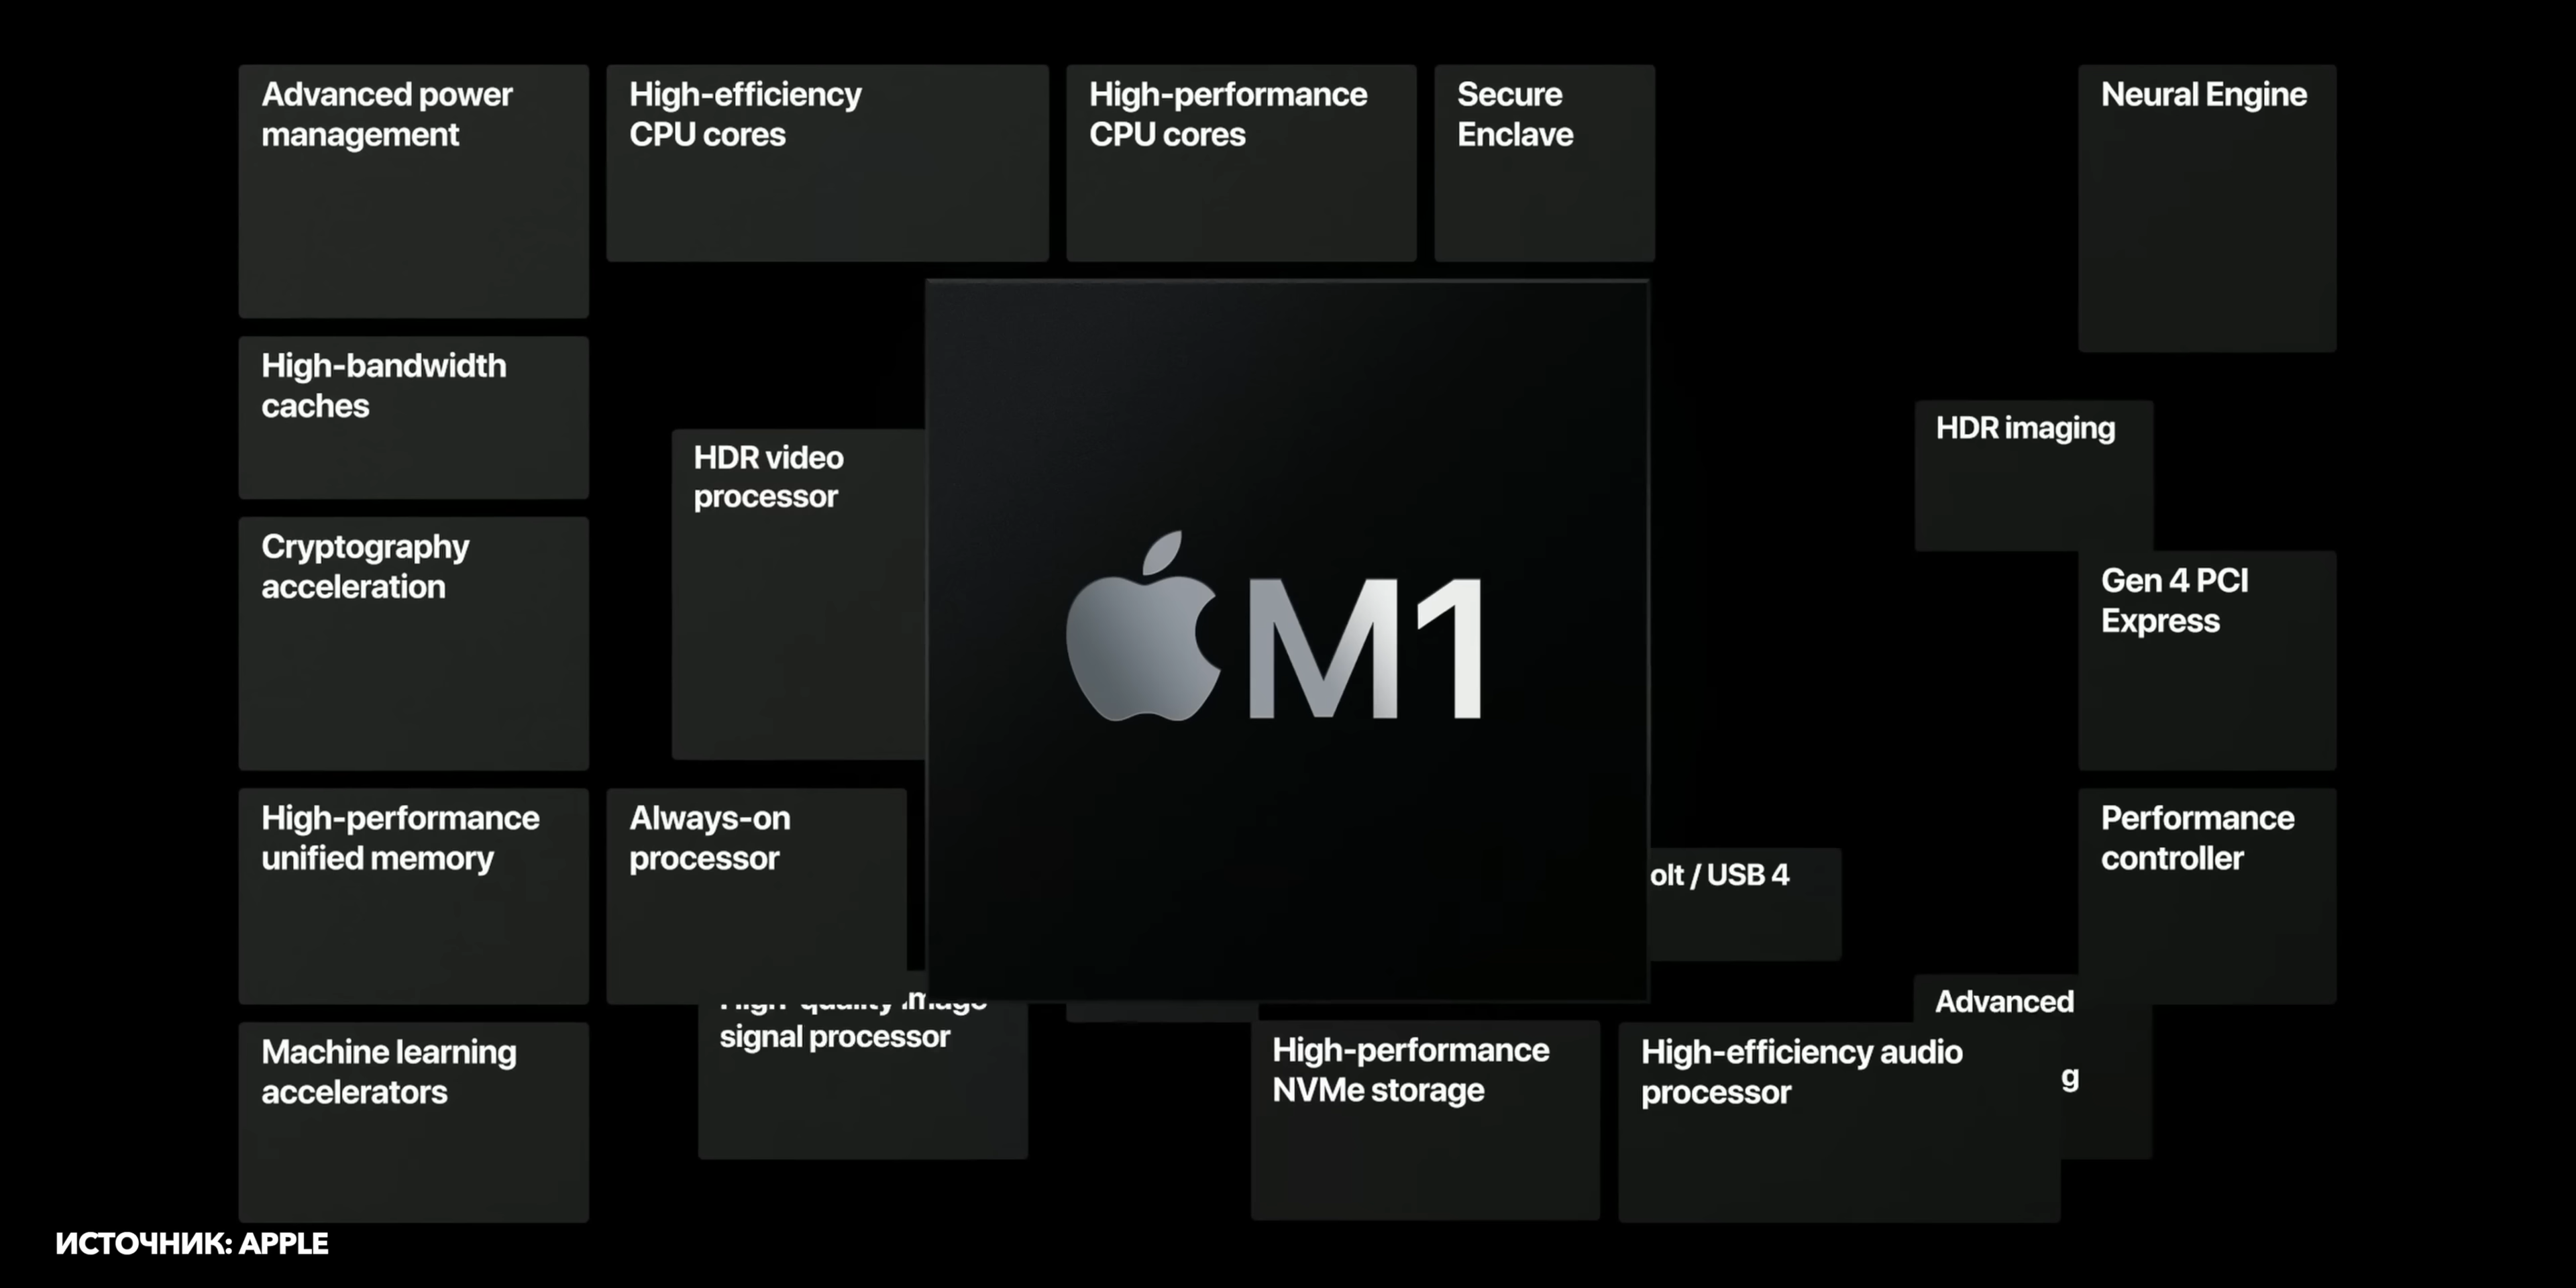 Advanced power
management
High-efficiency
CPU cores
High-performance
CPU cores
Secure
Enclave
Neural Engine
High-bandwidth
caches
HDR video
processor
HDR imaging
Cryptography
acceleration
M1
Gen 4 PCI
Express
High-performance
unified memory
Always-on
processor
olt / USB 4
Performance
controller
High-quality image
signal processor
Advanced
g
Machine learning
accelerators
High-performance
NVMe storage
High-efficiency audio
processor
ИСТОЧНИК: APPLE